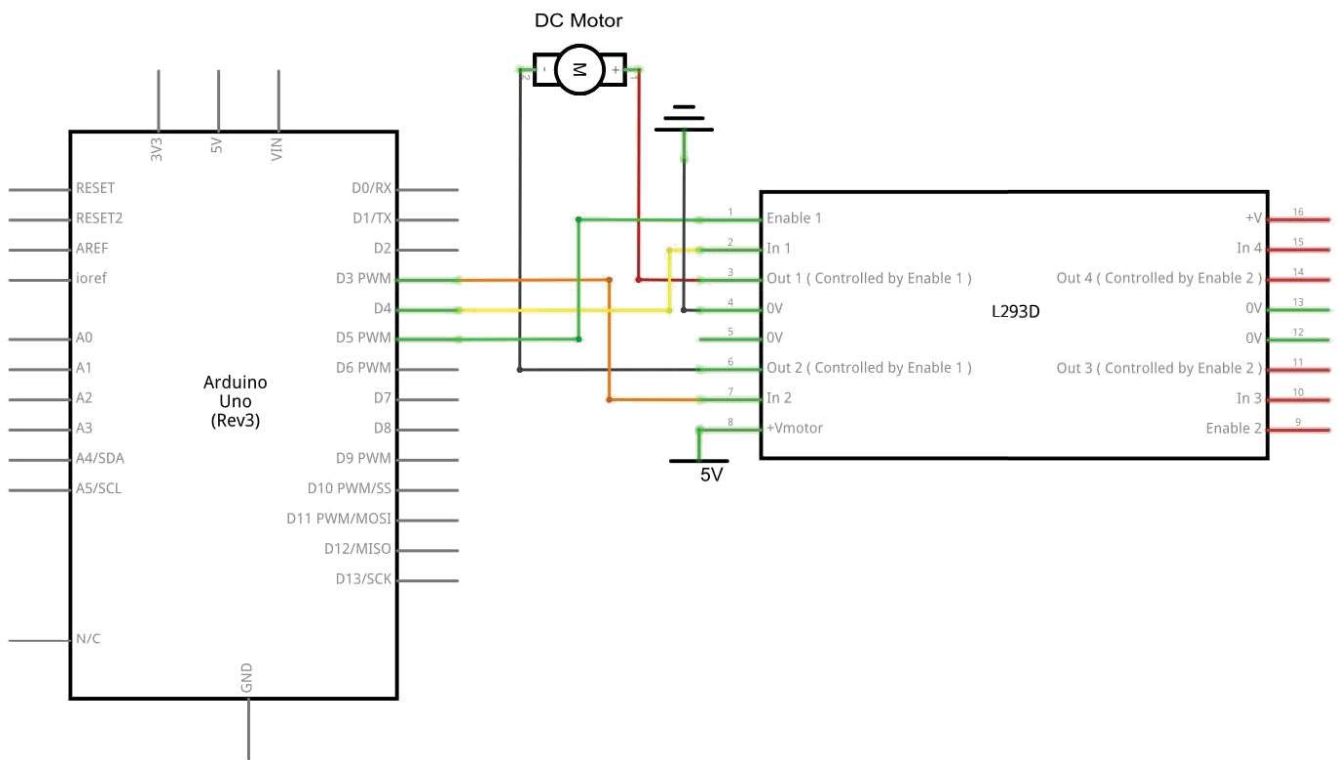 DC Motor
2 - M + 1
3V3
5V
VIN
RESET
RESET2
AREF
ioref
A0
A1
A2
A3
A4/SDA
A5/SCL
N/C
Arduino
Uno
(Rev3)
D0/RX
D1/TX
D2
D3 PWM
D4
D5 PWM
D6 PWM
D7
D8
D9 PWM
D10 PWM/SS
D11 PWM/MOSI
D12/MISO
D13/SCK
GND
1 Enable 1
2 In 1
3 Out 1 ( Controlled by Enable 1 )
4 0V
5 0V
6 Out 2 ( Controlled by Enable 1 )
7 In 2
8 +Vmotor
5V
L293D
+V 16
In 4 15
Out 4 ( Controlled by Enable 2 ) 14
0V 13
0V 12
Out 3 ( Controlled by Enable 2 ) 11
In 3 10
Enable 2 9